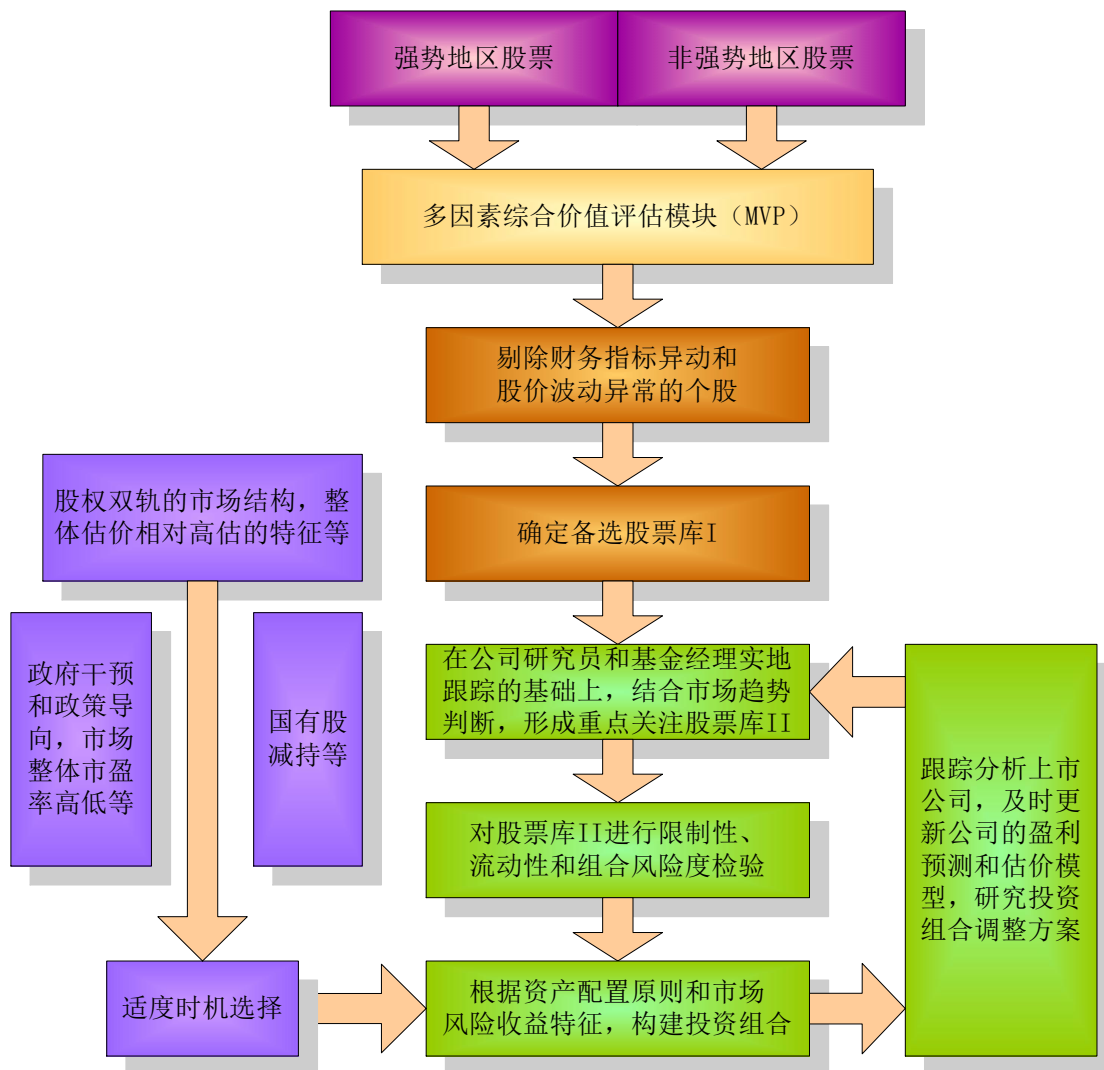 强势地区股票
非强势地区股票
多因素综合价值评估模块（MVP）
剔除财务指标异动和
股价波动异常的个股
股权双轨的市场结构，整
体估价相对高估的特征等
确定备选股票库I
政府干预
和政策导
向，市场
整体市盈
率高低等
国有股
减持等
在公司研究员和基金经理实地
跟踪的基础上，结合市场趋势
判断，形成重点关注股票库II
跟踪分析上市
公司，及时更
新公司的盈利
预测和估价模
型，研究投资
组合调整方案
对股票库II进行限制性、
流动性和组合风险度检验
适度时机选择
根据资产配置原则和市场
风险收益特征，构建投资组合